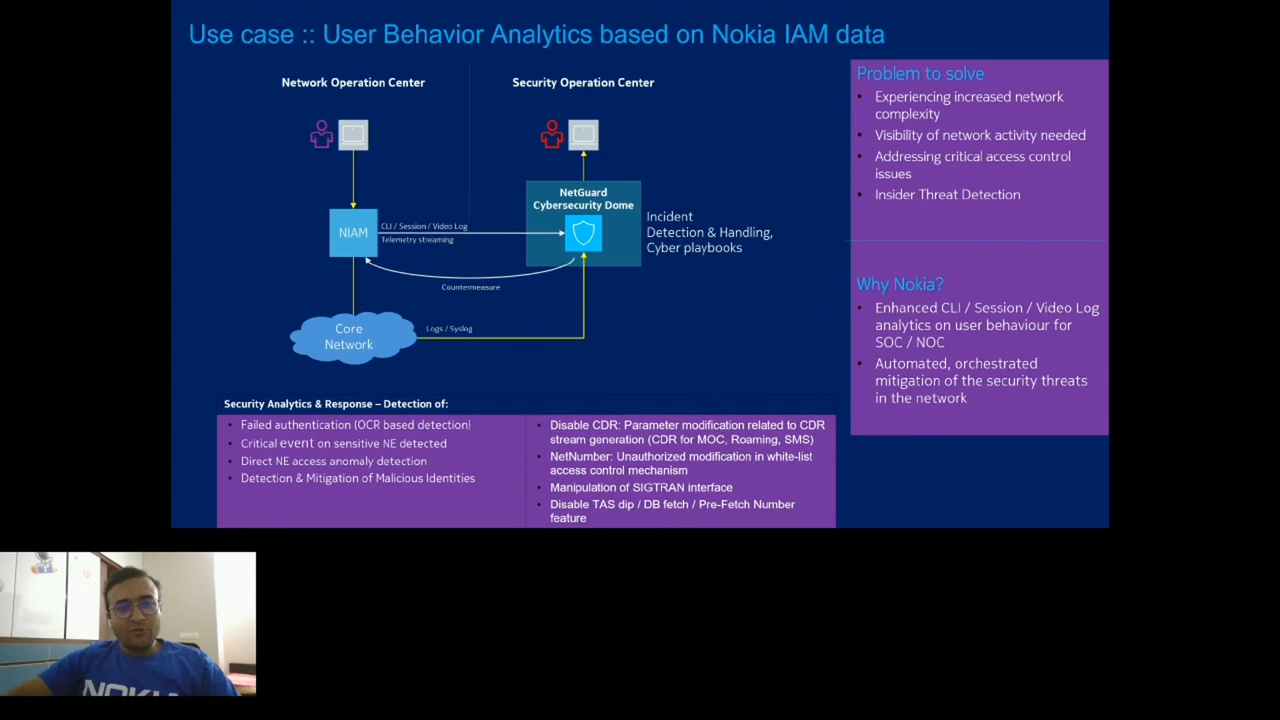 Use case :: User Behavior Analytics based on Nokia IAM data
Network Operation Center
Security Operation Center
NetGuard
Cybersecurity Dome
NIAM
CLI / Session / Video Log
Telemetry streaming
Incident
Detection & Handling,
Cyber playbooks
Countermeasure
Core
Network
Logs / Syslog
Security Analytics & Response – Detection of:
• Failed authentication (OCR based detection)
• Critical event on sensitive NE detected
• Direct NE access anomaly detection
• Detection & Mitigation of Malicious Identities
• Disable CDR: Parameter modification related to CDR
stream generation (CDR for MOC, Roaming, SMS)
• NetNumber: Unauthorized modification in white-list
access control mechanism
• Manipulation of SIGTRAN interface
• Disable TAS dip / DB fetch / Pre-Fetch Number
feature
Problem to solve
• Experiencing increased network
complexity
• Visibility of network activity needed
• Addressing critical access control
issues
• Insider Threat Detection
Why Nokia?
• Enhanced CLI / Session / Video Log
analytics on user behaviour for
SOC / NOC
• Automated, orchestrated
mitigation of the security threats
in the network
NOKIA